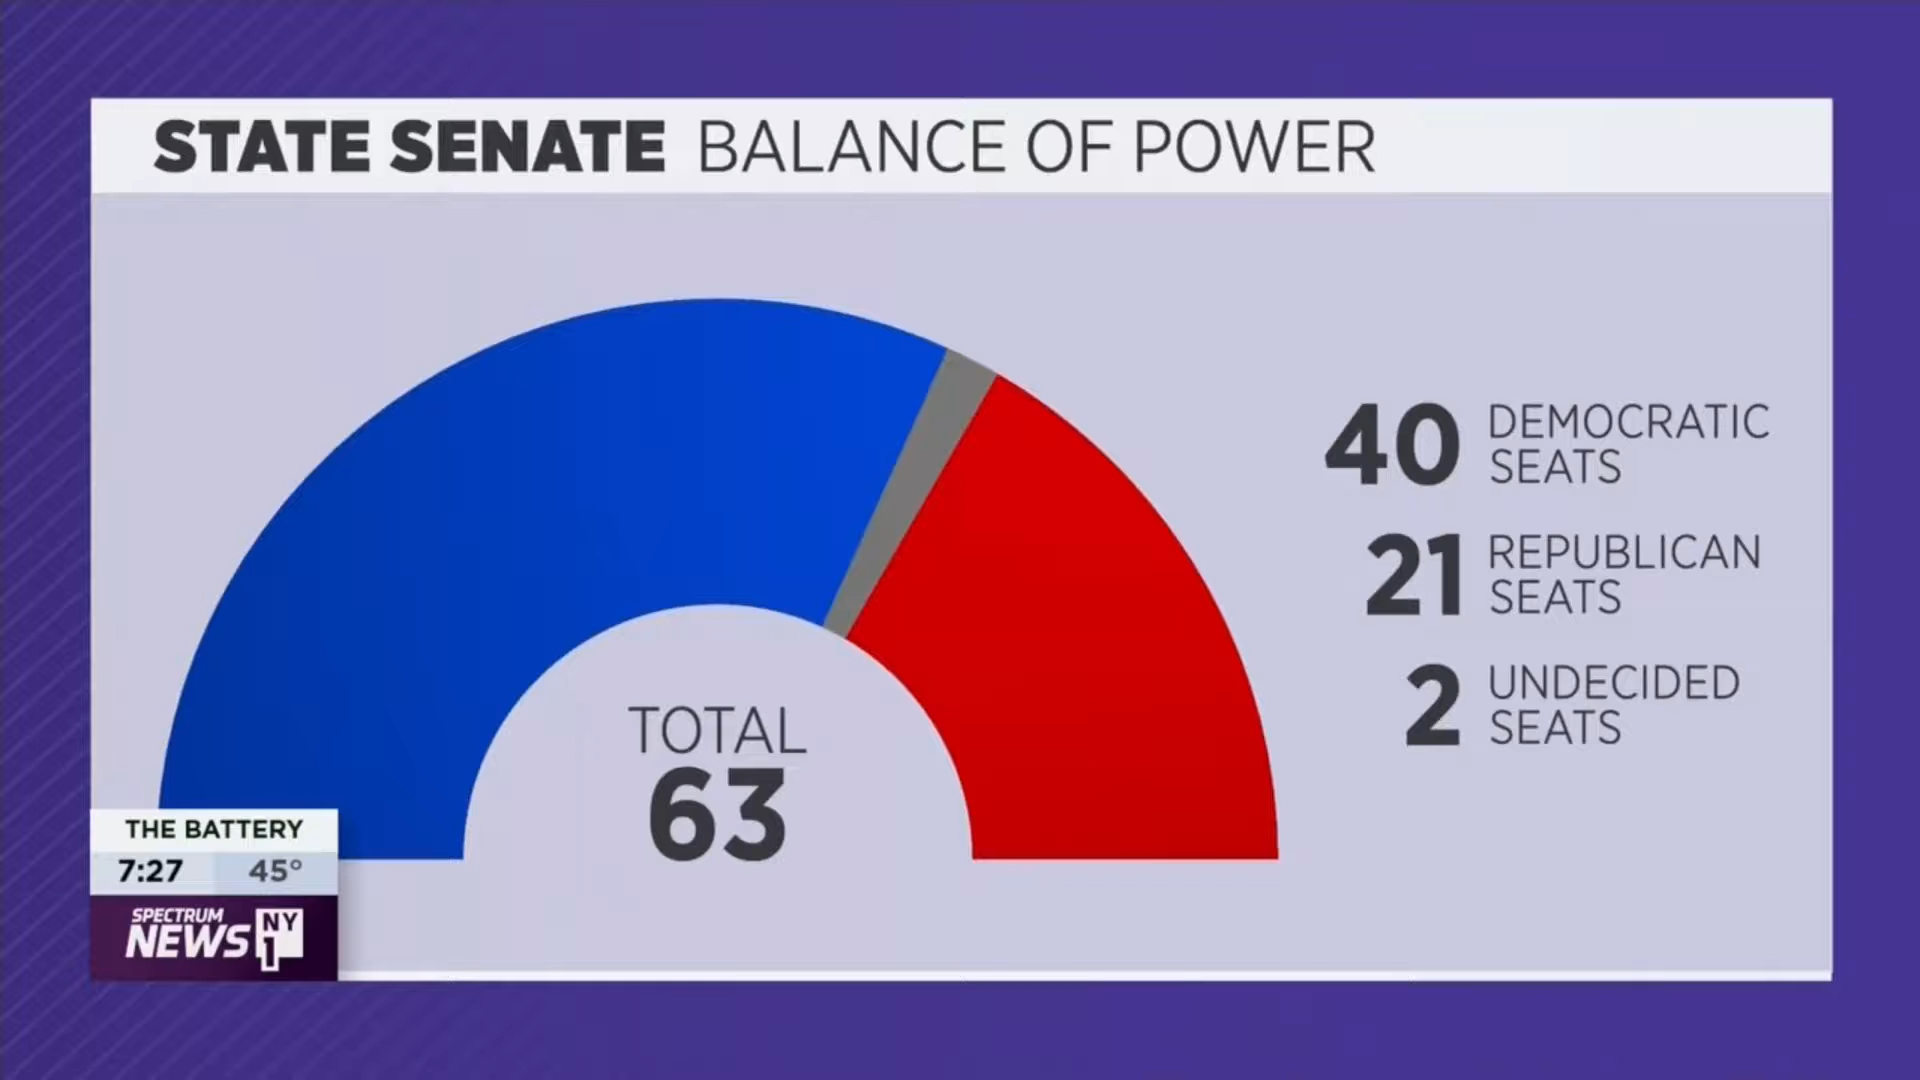 STATE SENATE BALANCE OF POWER
40 DEMOCRATIC
SEATS
21 REPUBLICAN
SEATS
2 UNDECIDED
SEATS
TOTAL
63
THE BATTERY
7:27 45°
SPECTRUM
NEWS NY
1